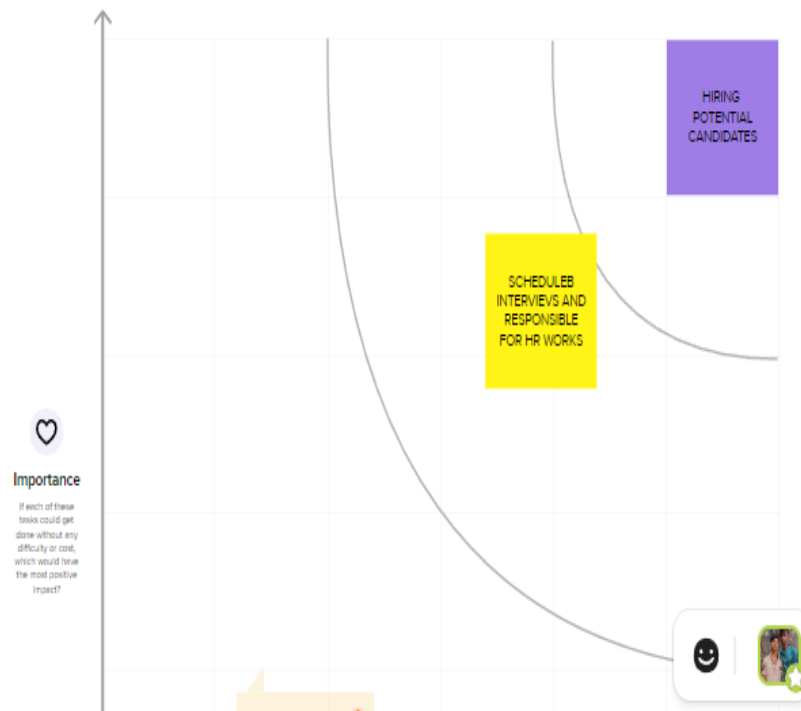 HIRING
POTENTIAL
CANDIDATES
SCHEDULEB
INTERVIEVS AND
RESPONSIBLE
FOR HR WORKS
Importance
If each of these
tasks could get
done without any
difficulty or cost,
which would have
the most positive
impact?